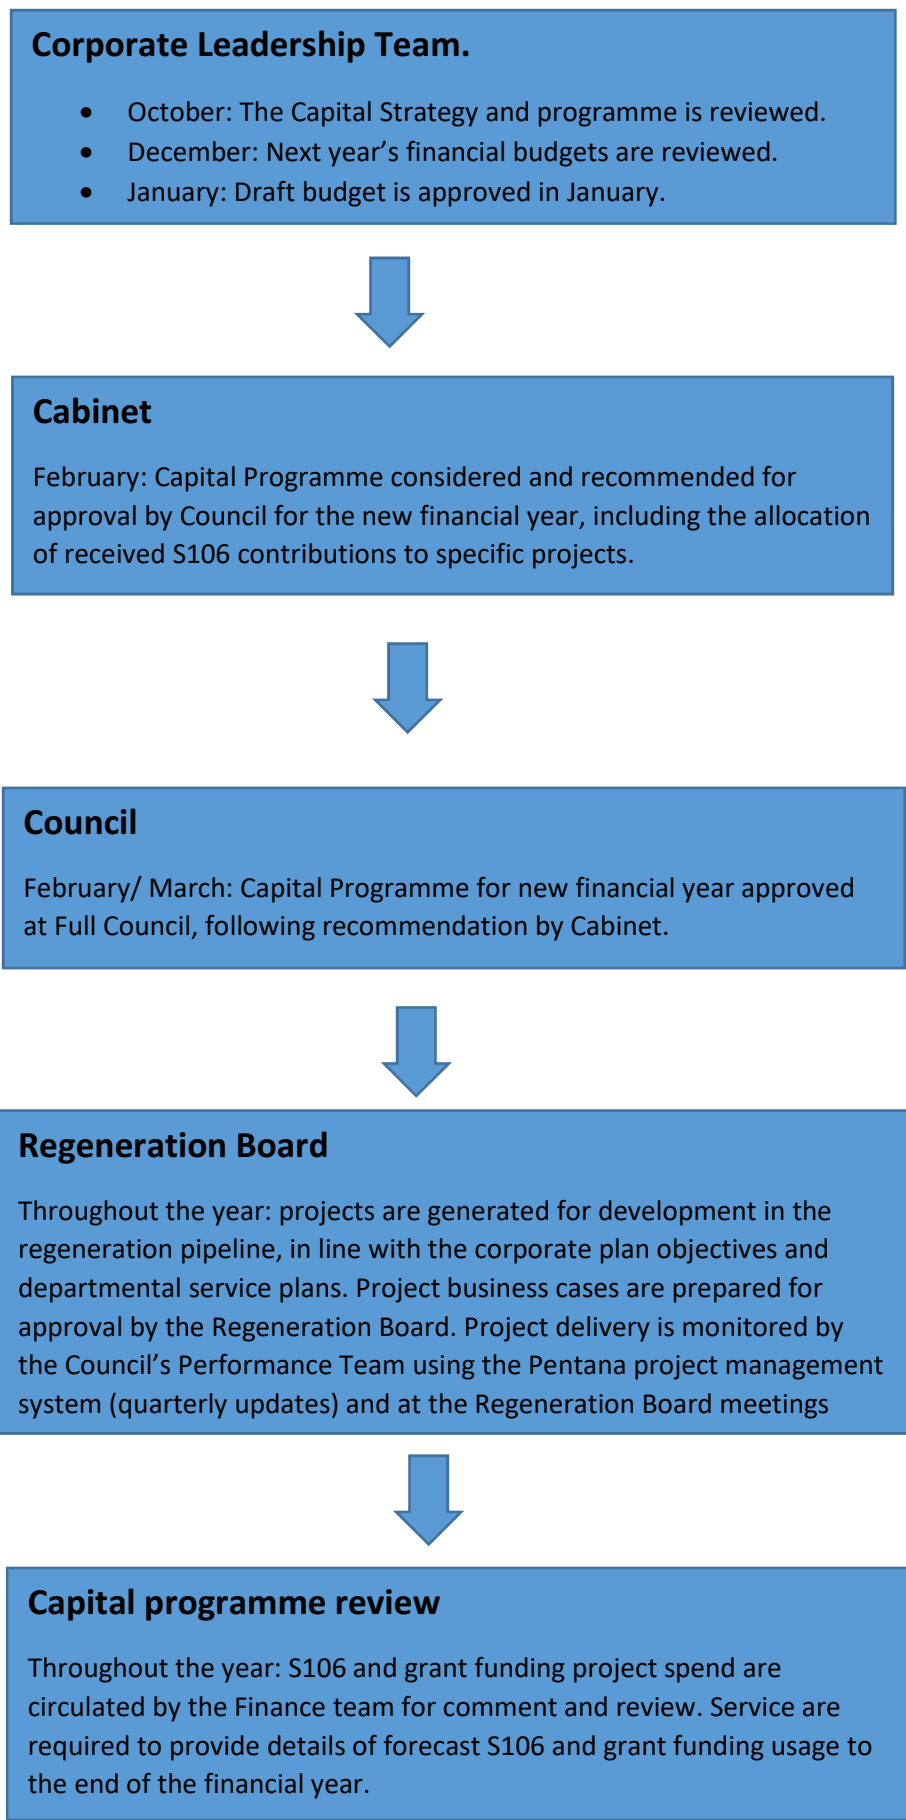 Corporate Leadership Team.
• October: The Capital Strategy and programme is reviewed.
• December: Next year’s financial budgets are reviewed.
• January: Draft budget is approved in January.
Cabinet
February: Capital Programme considered and recommended for
approval by Council for the new financial year, including the allocation
of received S106 contributions to specific projects.
Council
February/ March: Capital Programme for new financial year approved
at Full Council, following recommendation by Cabinet.
Regeneration Board
Throughout the year: projects are generated for development in the
regeneration pipeline, in line with the corporate plan objectives and
departmental service plans. Project business cases are prepared for
approval by the Regeneration Board. Project delivery is monitored by
the Council’s Performance Team using the Pentana project management
system (quarterly updates) and at the Regeneration Board meetings
Capital programme review
Throughout the year: S106 and grant funding project spend are
circulated by the Finance team for comment and review. Service are
required to provide details of forecast S106 and grant funding usage to
the end of the financial year.